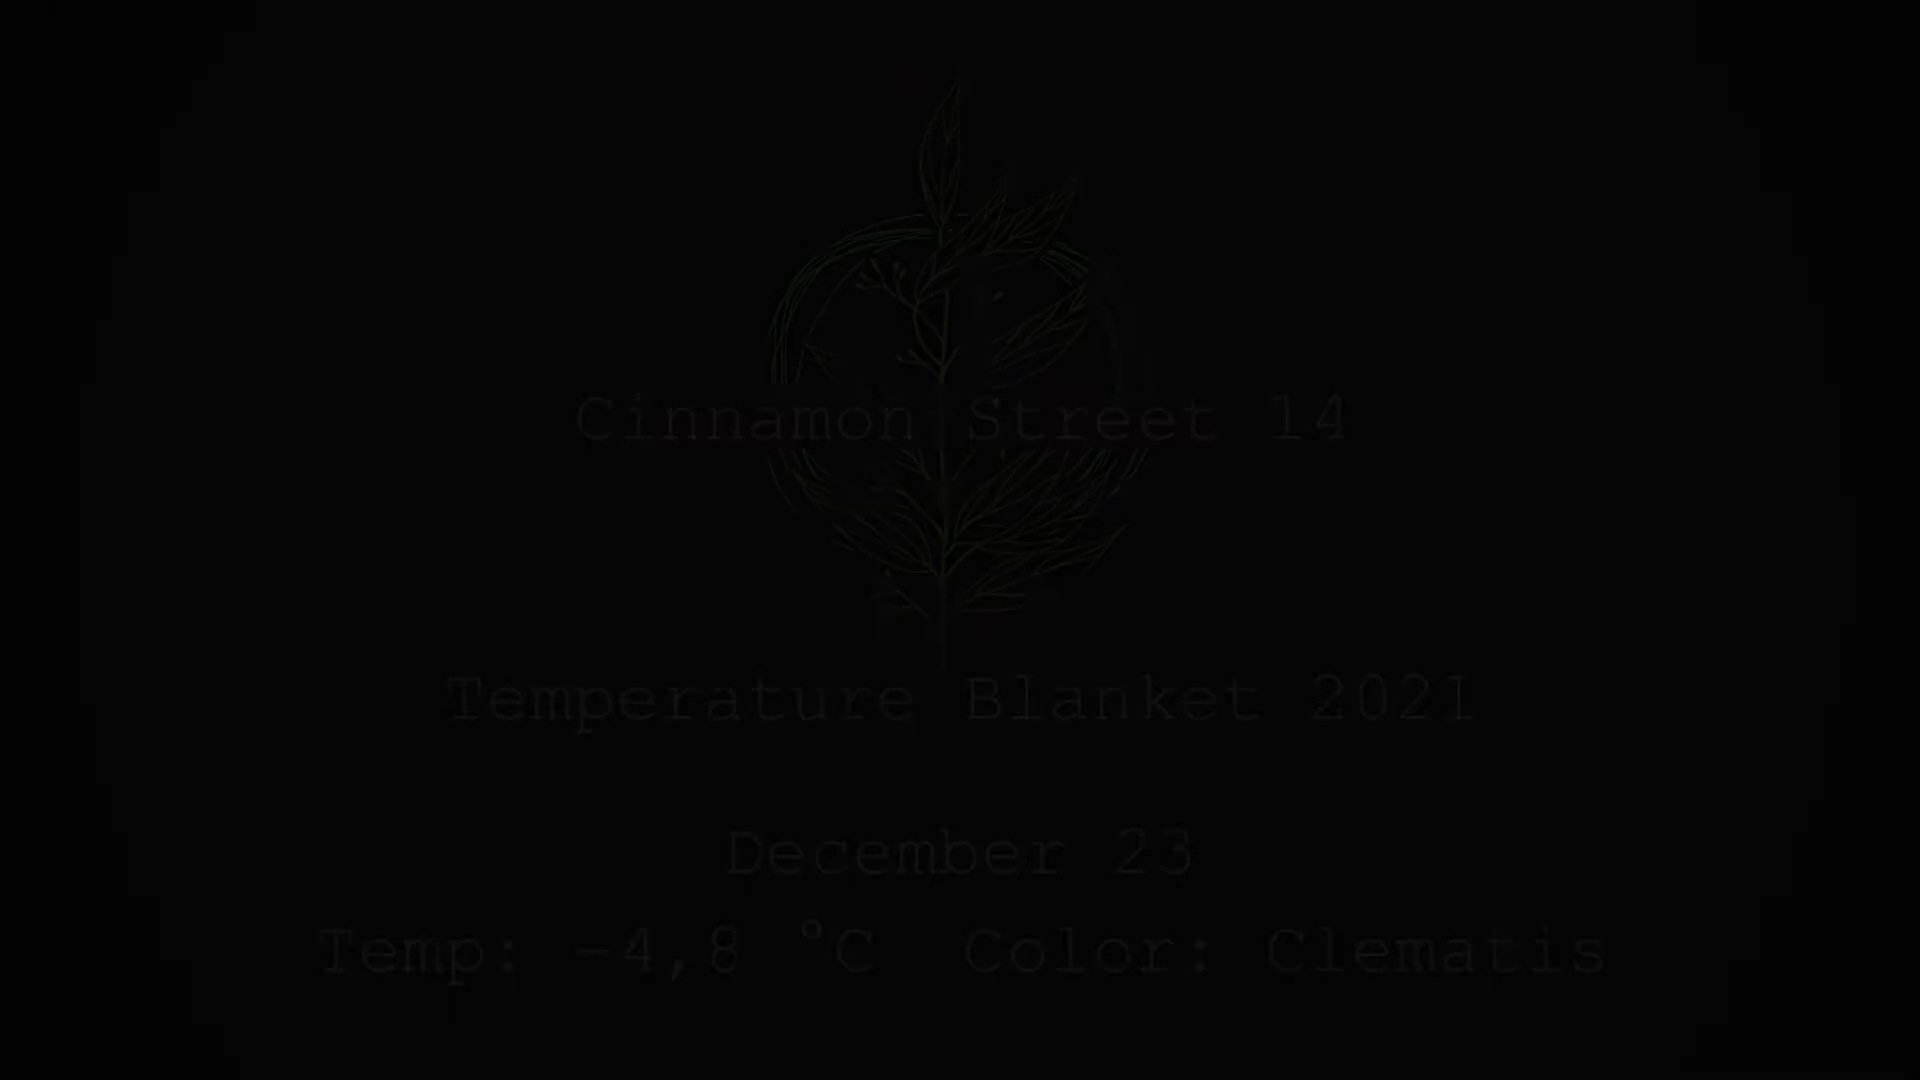 Cinnamon Street 14
Temperature Blanket 2021
December 23
Temp: -4,8 °C Color: Clematis